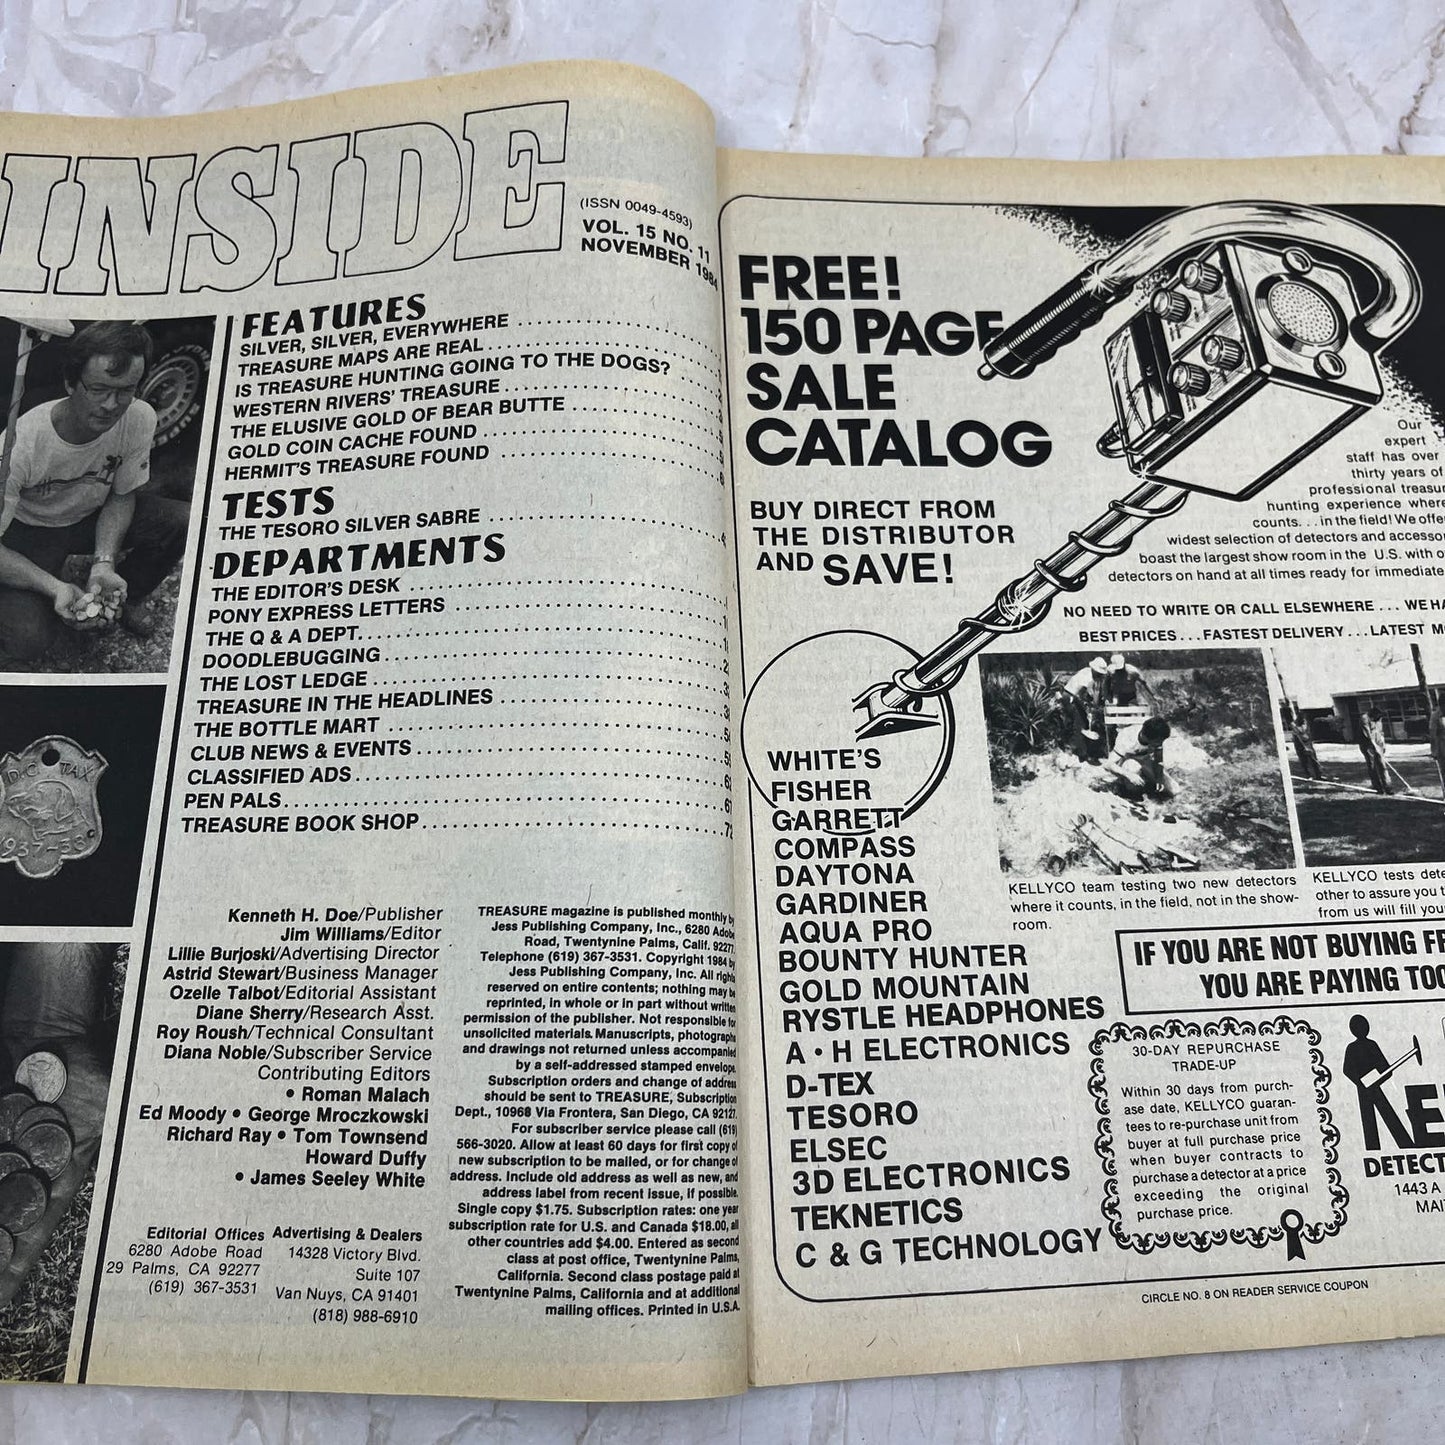 INSIDE
(ISSN 0049-4593)
VOL. 15 NO. 11
NOVEMBER 1984
FEATURES
SILVER, SILVER, EVERYWHERE
TREASURE MAPS ARE REAL
IS TREASURE HUNTING GOING TO THE DOGS?
WESTERN RIVERS' TREASURE
THE ELUSIVE GOLD OF BEAR BUTTE
GOLD COIN CACHE FOUND
HERMIT'S TREASURE FOUND
TESTS
THE TESORO SILVER SABRE
DEPARTMENTS
THE EDITOR'S DESK
PONY EXPRESS LETTERS
THE Q & A DEPT.
DOODLEBUGGING
THE LOST LEDGE
TREASURE IN THE HEADLINES
THE BOTTLE MART
CLUB NEWS & EVENTS
CLASSIFIED ADS
PEN PALS
TREASURE BOOK SHOP
D.C. TAX
1937-38
Kenneth H. Doe/Publisher
Jim Williams/Editor
Lillie Burjoski/Advertising Director
Astrid Stewart/Business Manager
Ozelle Talbot/Editorial Assistant
Diane Sherry/Research Asst.
Roy Roush/Technical Consultant
Diana Noble/Subscriber Service
Contributing Editors
• Roman Malach
Ed Moody • George Mroczkowski
Richard Ray • Tom Townsend
Howard Duffy
• James Seeley White
Editorial Offices
6280 Adobe Road
29 Palms, CA 92277
(619) 367-3531
Advertising & Dealers
14328 Victory Blvd.
Suite 107
Van Nuys, CA 91401
(818) 988-6910
TREASURE magazine is published monthly by
Jess Publishing Company, Inc., 6280 Adobe
Road, Twentynine Palms, Calif. 92277.
Telephone (619) 367-3531. Copyright 1984 by
Jess Publishing Company, Inc. All rights
reserved on entire contents; nothing may be
reprinted, in whole or in part without written
permission of the publisher. Not responsible for
unsolicited materials. Manuscripts, photographs
and drawings not returned unless accompanied
by a self-addressed stamped envelope.
Subscription orders and change of address
should be sent to TREASURE, Subscription
Dept., 10968 Via Frontera, San Diego, CA 92127.
For subscriber service please call (619)
566-3020. Allow at least 60 days for first copy of
new subscription to be mailed, or for change of
address. Include old address as well as new, and
address label from recent issue, if possible.
Single copy $1.75. Subscription rates: one year
subscription rate for U.S. and Canada $18.00, all
other countries add $4.00. Entered as second
class at post office, Twentynine Palms,
California. Second class postage paid at
Twentynine Palms, California and at additional
mailing offices. Printed in U.S.A.
FREE!
150 PAGE
SALE
CATALOG
BUY DIRECT FROM
THE DISTRIBUTOR
AND SAVE!
Our
expert
staff has over
thirty years of
professional treasur
hunting experience where
counts. . . in the field! We offer
widest selection of detectors and accessor
boast the largest show room in the U.S. with o
detectors on hand at all times ready for immediate
NO NEED TO WRITE OR CALL ELSEWHERE . . . WE HA
BEST PRICES . . . FASTEST DELIVERY . . . LATEST M
WHITE'S
FISHER
GARRETT
COMPASS
DAYTONA
GARDINER
AQUA PRO
BOUNTY HUNTER
GOLD MOUNTAIN
RYSTLE HEADPHONES
A • H ELECTRONICS
D-TEX
TESORO
ELSEC
3D ELECTRONICS
TEKNETICS
C & G TECHNOLOGY
KELLYCO team testing two new detectors
where it counts, in the field, not in the show-
room.
KELLYCO tests dete
other to assure you t
from us will fill you
IF YOU ARE NOT BUYING FR
YOU ARE PAYING TOO
30-DAY REPURCHASE
TRADE-UP
Within 30 days from purch-
ase date, KELLYCO guaran-
tees to re-purchase unit from
buyer at full purchase price
when buyer contracts to
purchase a detector at a price
exceeding the original
purchase price.
KE
DETECT
1443 A
MAIT
CIRCLE NO. 8 ON READER SERVICE COUPON